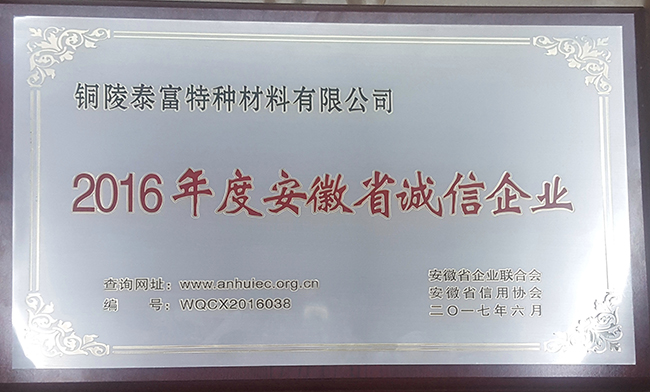 铜陵泰富特种材料有限公司
2016年度安徽省诚信企业
查询网址：www.anhuiec.org.cn
编 号：WQCX2016038
安徽省企业联合会
安徽省信用协会
二〇一七年六月